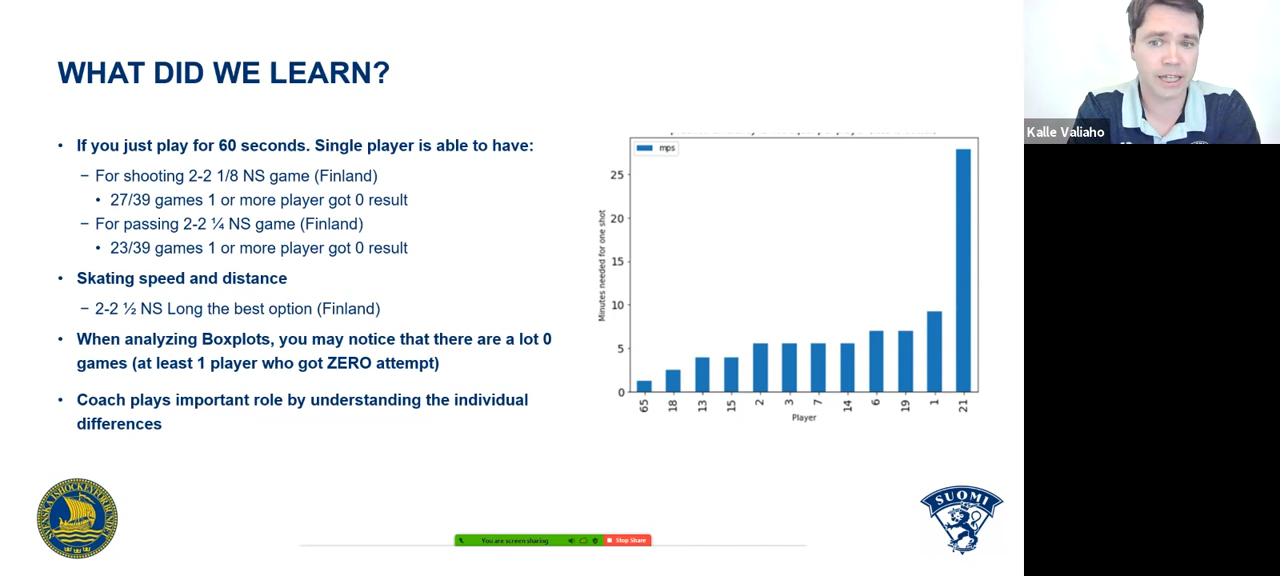 WHAT DID WE LEARN?
• If you just play for 60 seconds. Single player is able to have:
– For shooting 2-2 1/8 NS game (Finland)
• 27/39 games 1 or more player got 0 result
– For passing 2-2 ¼ NS game (Finland)
• 23/39 games 1 or more player got 0 result
• Skating speed and distance
– 2-2 ½ NS Long the best option (Finland)
• When analyzing Boxplots, you may notice that there are a lot 0
games (at least 1 player who got ZERO attempt)
• Coach plays important role by understanding the individual
differences
mps
Minutes needed for one shot
25
20
15
10
5
0
65 18 13 15 2 3 7 14 6 19 1 21
Player
Kalle Valiaho
SVENSKA ISHOCKEYFÖRBUNDET
SUOMI
You are screen sharing
Stop Share